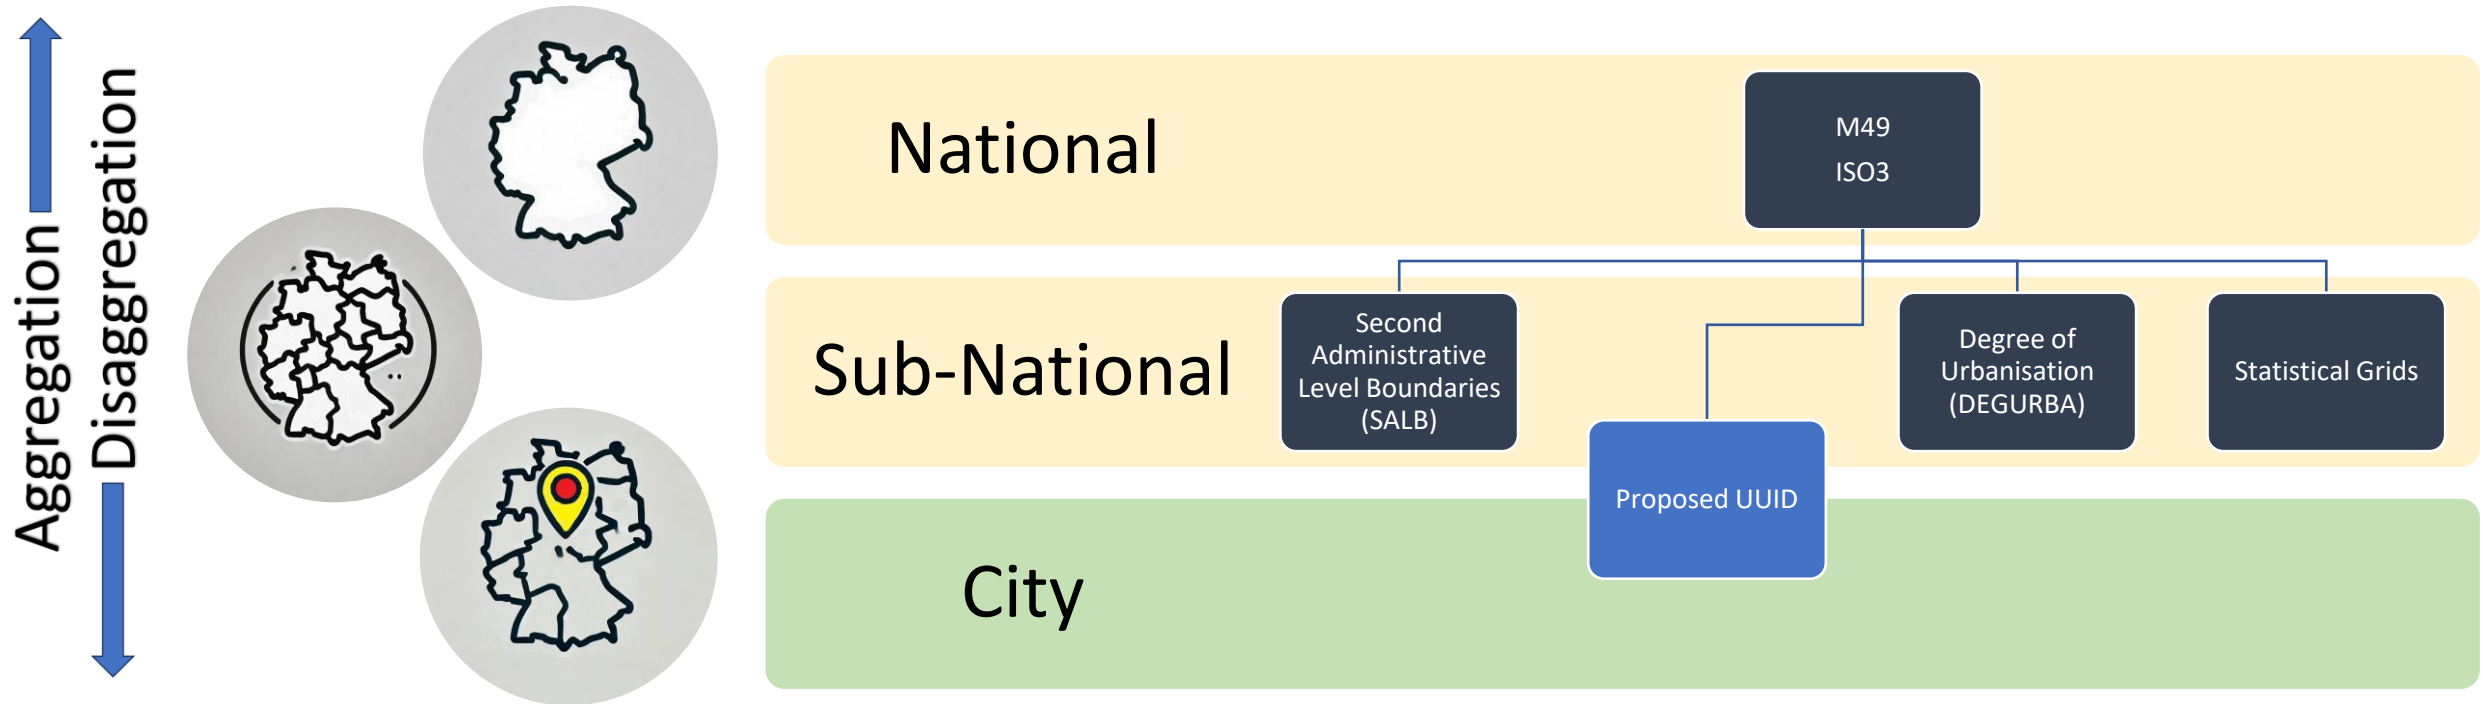 Aggregation
Disaggregation
National
M49
ISO3
Sub-National
Second
Administrative
Level Boundaries
(SALB)
Proposed UUID
Degree of
Urbanisation
(DEGURBA)
Statistical Grids
City